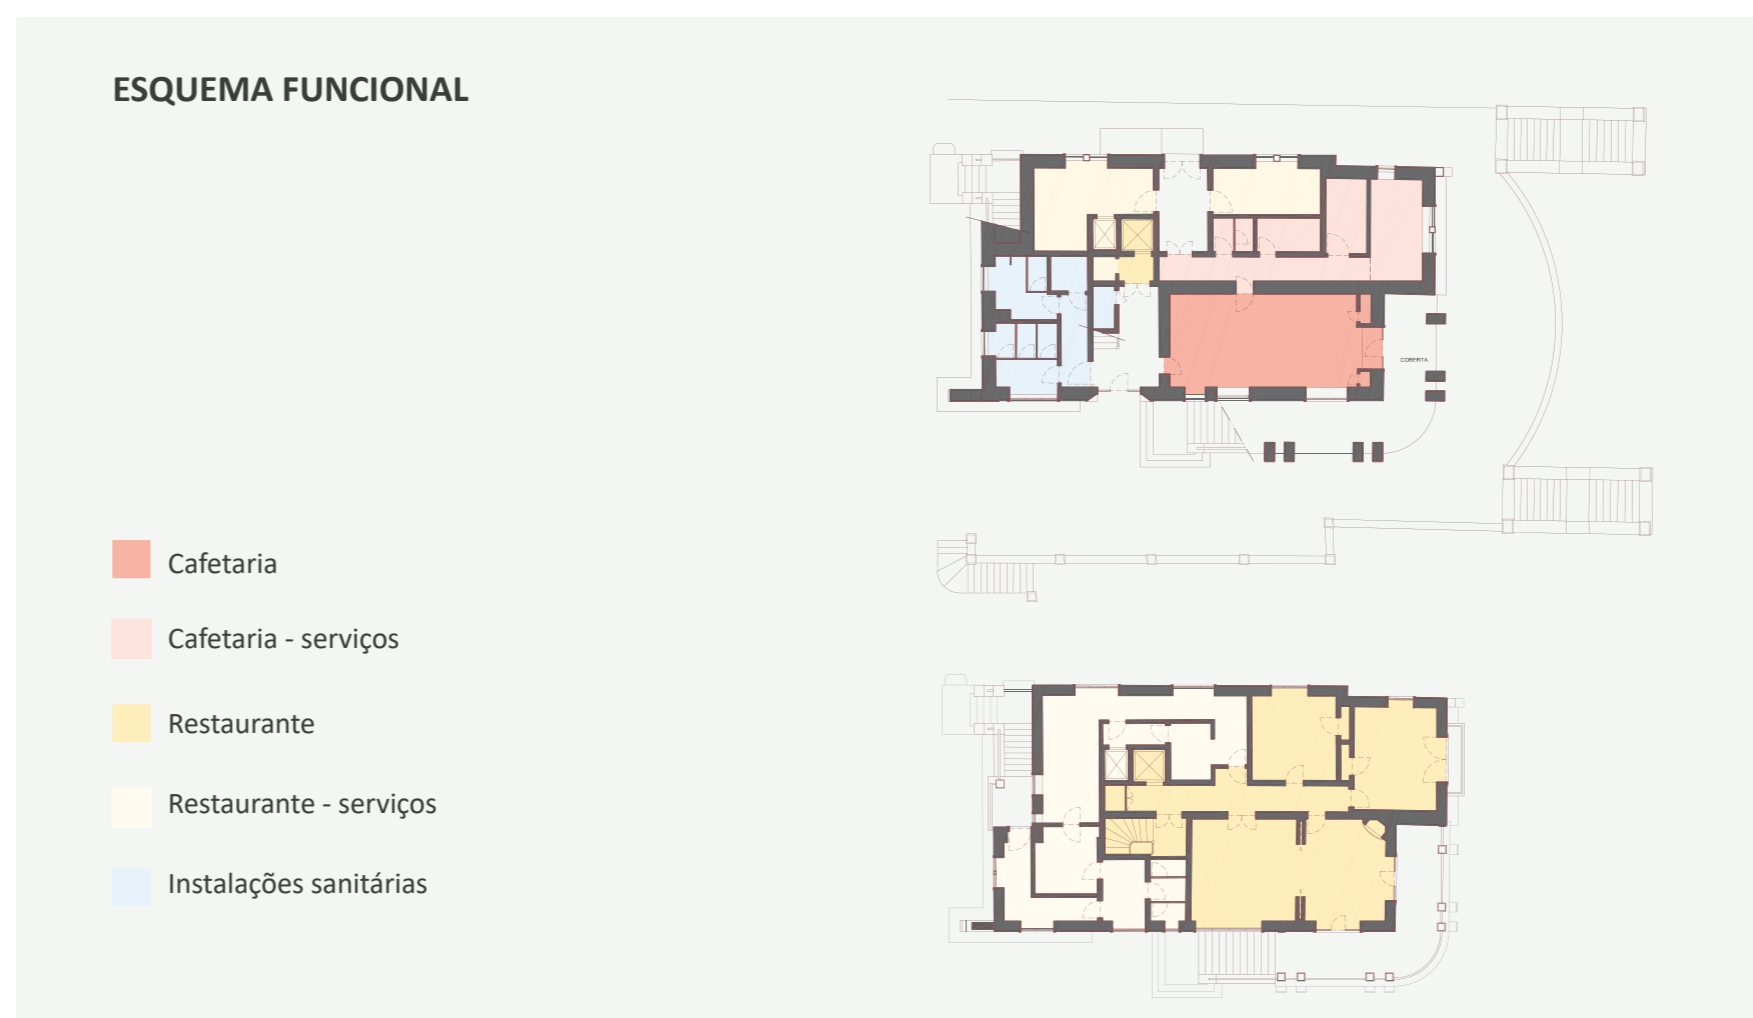 ESQUEMA FUNCIONAL
COBERTA
Cafetaria
Cafetaria - serviços
Restaurante
Restaurante - serviços
Instalações sanitárias